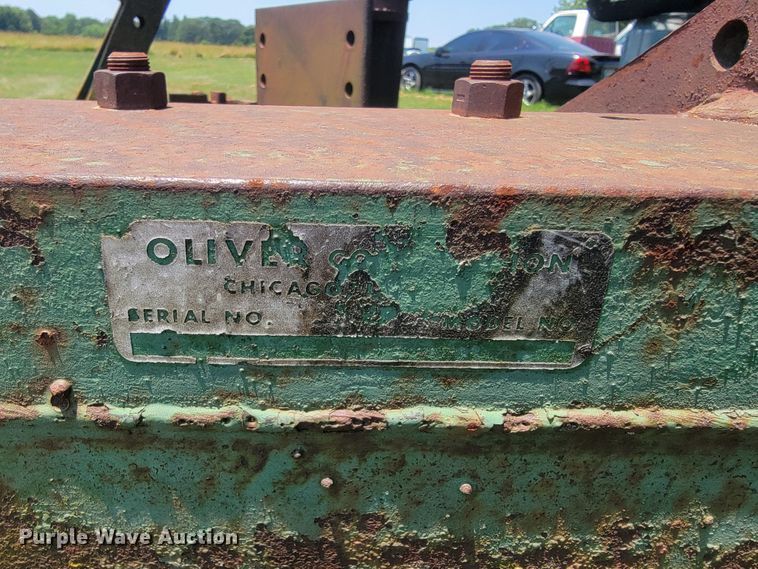 OLIVER
CHICAGO
SERIAL NO. MODEL NO.
Purple Wave Auction